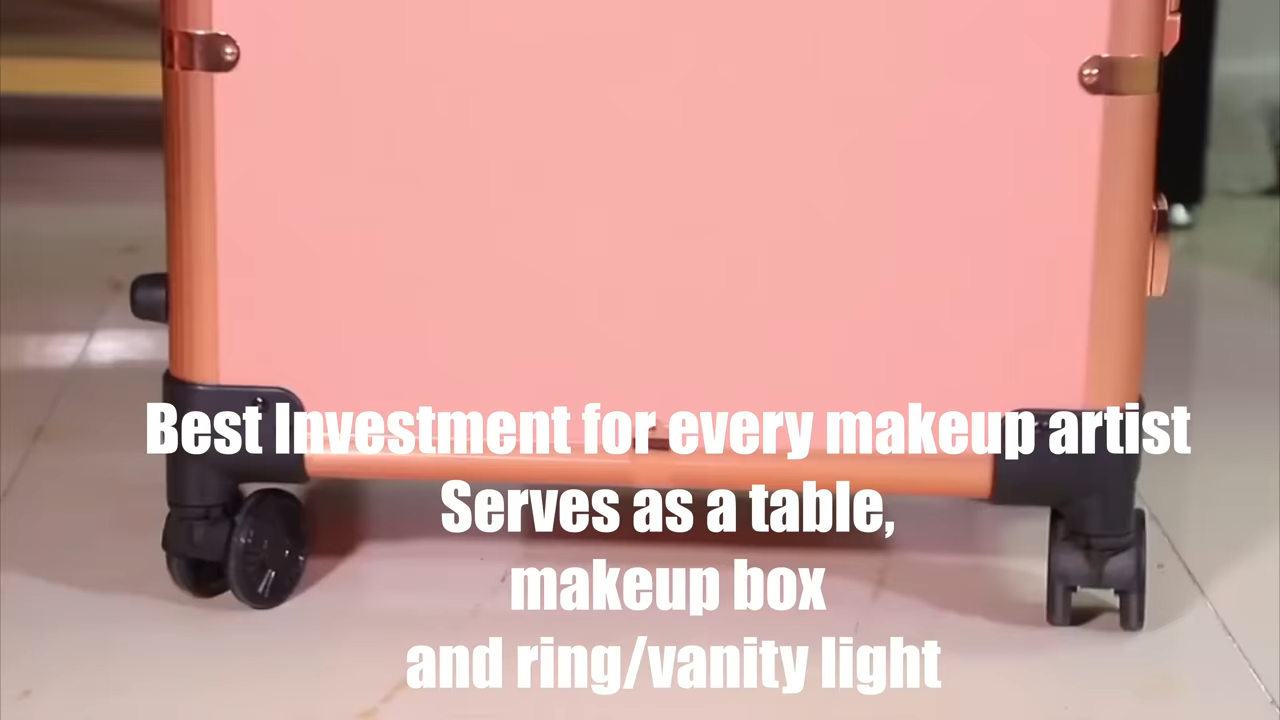 Best Investment for every makeup artist
Serves as a table,
makeup box
and ring/vanity light